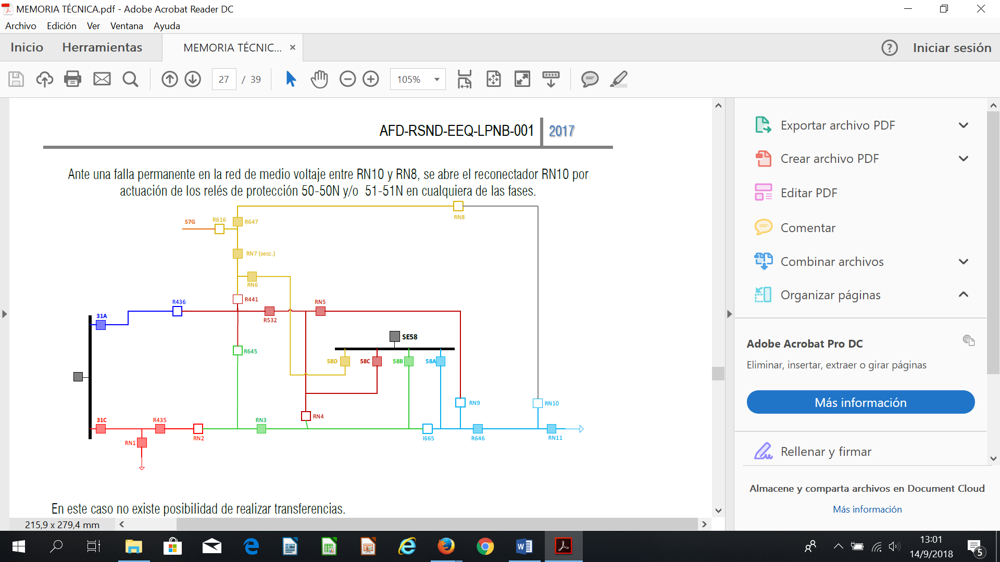 MEMORIA TÉCNICA.pdf - Adobe Acrobat Reader DC
Archivo Edición Ver Ventana Ayuda
Inicio Herramientas MEMORIA TÉCNIC... × ? Iniciar sesión
27 / 39 105%
AFD-RSND-EEQ-LPNB-001 2017
Ante una falla permanente en la red de medio voltaje entre RN10 y RN8, se abre el reconectador RN10 por
actuación de los relés de protección 50-50N y/o 51-51N en cualquiera de las fases.
RN8
57G R616 R647
RN7 (secc.)
RN6
R441
R436 RN5
31A R532
SE58
R645
58D 58C 58B 58A
RN9 RN10
RN4
31C R435 RN3
RN2 I665 R646 RN11
RN1
En este caso no existe posibilidad de realizar transferencias.
215,9 x 279,4 mm
Exportar archivo PDF
Crear archivo PDF
Editar PDF
Comentar
Combinar archivos
Organizar páginas
Adobe Acrobat Pro DC
Eliminar, insertar, extraer o girar páginas
Más información
Rellenar y firmar
Almacene y comparta archivos en Document Cloud
Más información
13:01
14/9/2018
5